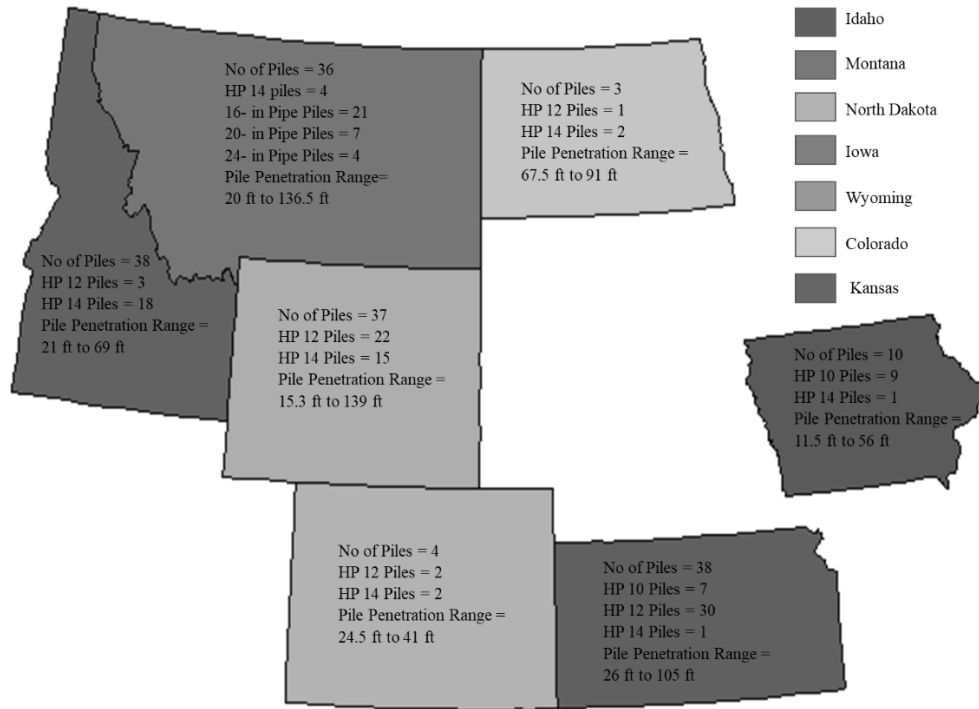 No of Piles = 36
HP 14 piles = 4
16- in Pipe Piles = 21
20- in Pipe Piles = 7
24- in Pipe Piles = 4
Pile Penetration Range=
20 ft to 136.5 ft
No of Piles = 3
HP 12 Piles = 1
HP 14 Piles = 2
Pile Penetration Range =
67.5 ft to 91 ft
Idaho
Montana
North Dakota
Iowa
Wyoming
Colorado
Kansas
No of Piles = 38
HP 12 Piles = 3
HP 14 Piles = 18
Pile Penetration Range =
21 ft to 69 ft
No of Piles = 37
HP 12 Piles = 22
HP 14 Piles = 15
Pile Penetration Range =
15.3 ft to 139 ft
No of Piles = 10
HP 10 Piles = 9
HP 14 Piles = 1
Pile Penetration Range =
11.5 ft to 56 ft
No of Piles = 4
HP 12 Piles = 2
HP 14 Piles = 2
Pile Penetration Range =
24.5 ft to 41 ft
No of Piles = 38
HP 10 Piles = 7
HP 12 Piles = 30
HP 14 Piles = 1
Pile Penetration Range =
26 ft to 105 ft